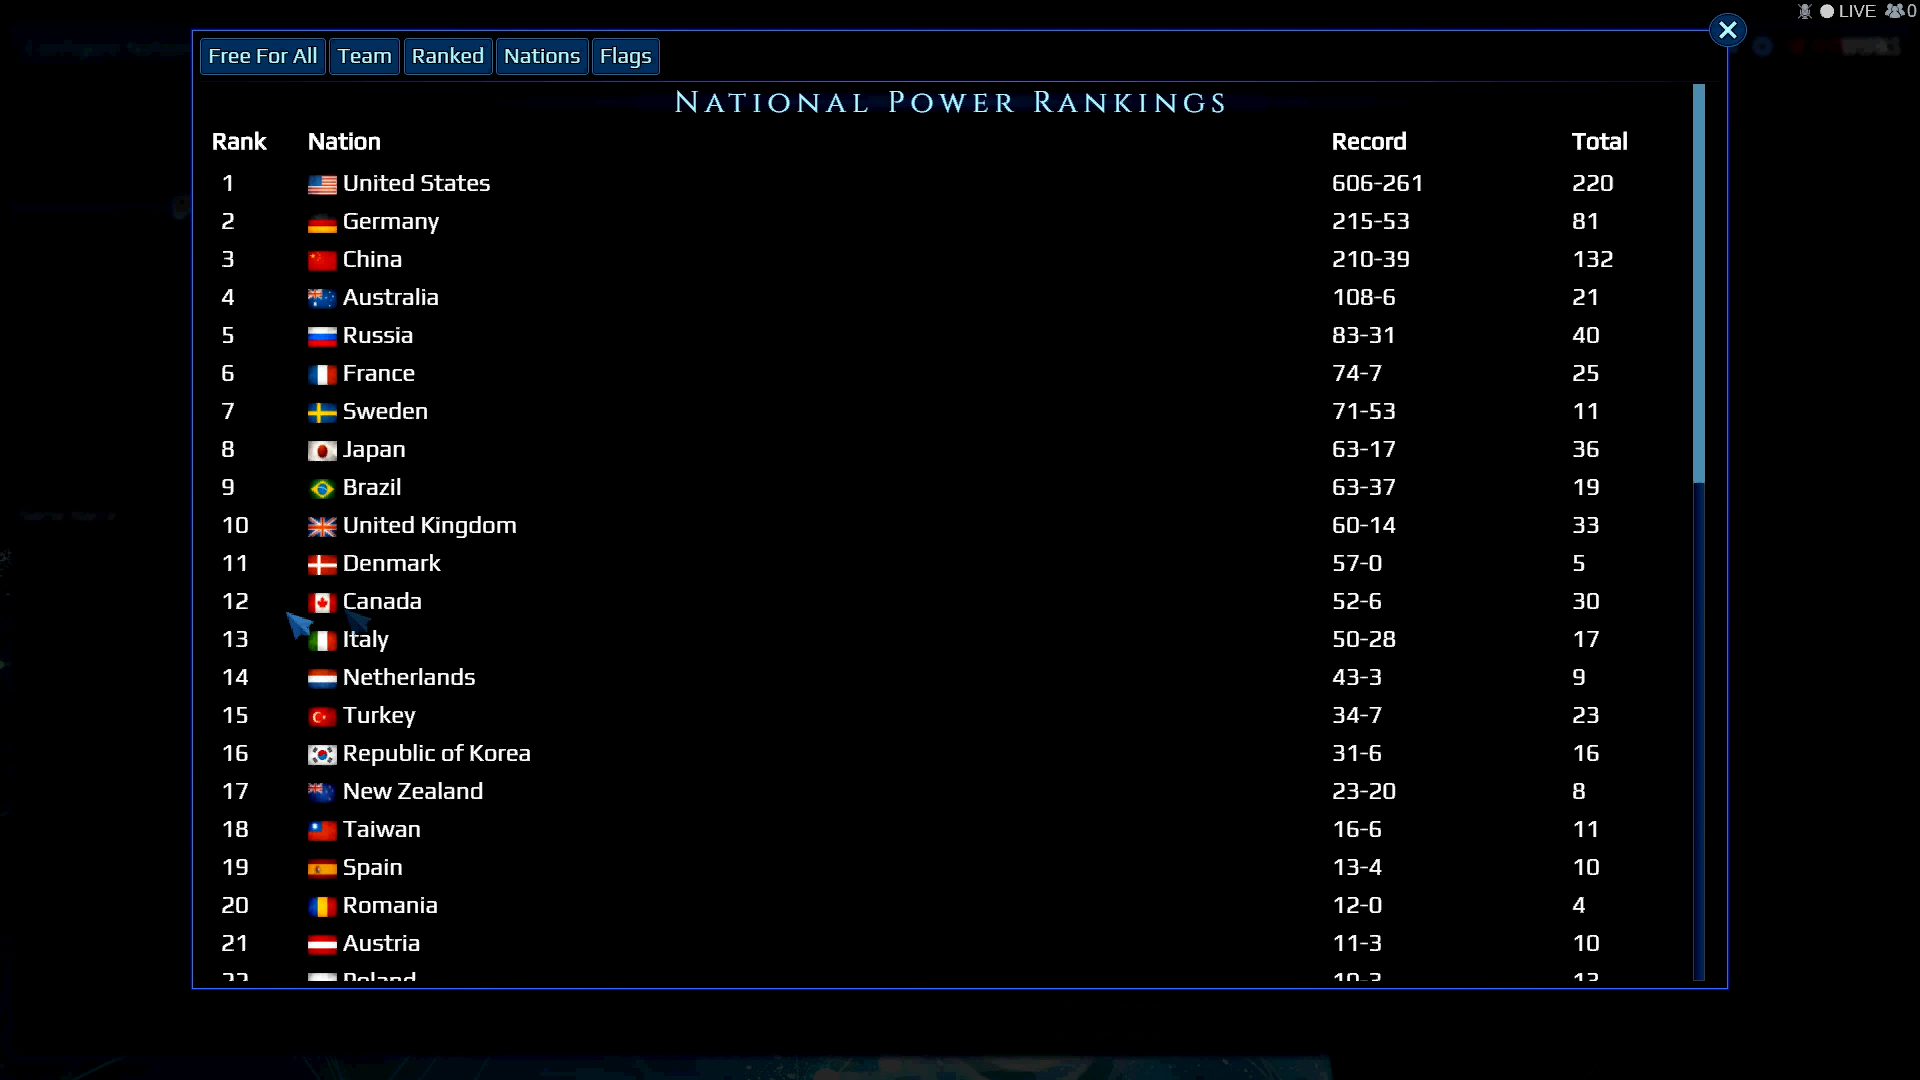 LIVE 0
Free For All Team Ranked Nations Flags
National Power Rankings
Rank Nation Record Total
1 United States 606-261 220
2 Germany 215-53 81
3 China 210-39 132
4 Australia 108-6 21
5 Russia 83-31 40
6 France 74-7 25
7 Sweden 71-53 11
8 Japan 63-17 36
9 Brazil 63-37 19
10 United Kingdom 60-14 33
11 Denmark 57-0 5
12 Canada 52-6 30
13 Italy 50-28 17
14 Netherlands 43-3 9
15 Turkey 34-7 23
16 Republic of Korea 31-6 16
17 New Zealand 23-20 8
18 Taiwan 16-6 11
19 Spain 13-4 10
20 Romania 12-0 4
21 Austria 11-3 10
22 Poland 10-3